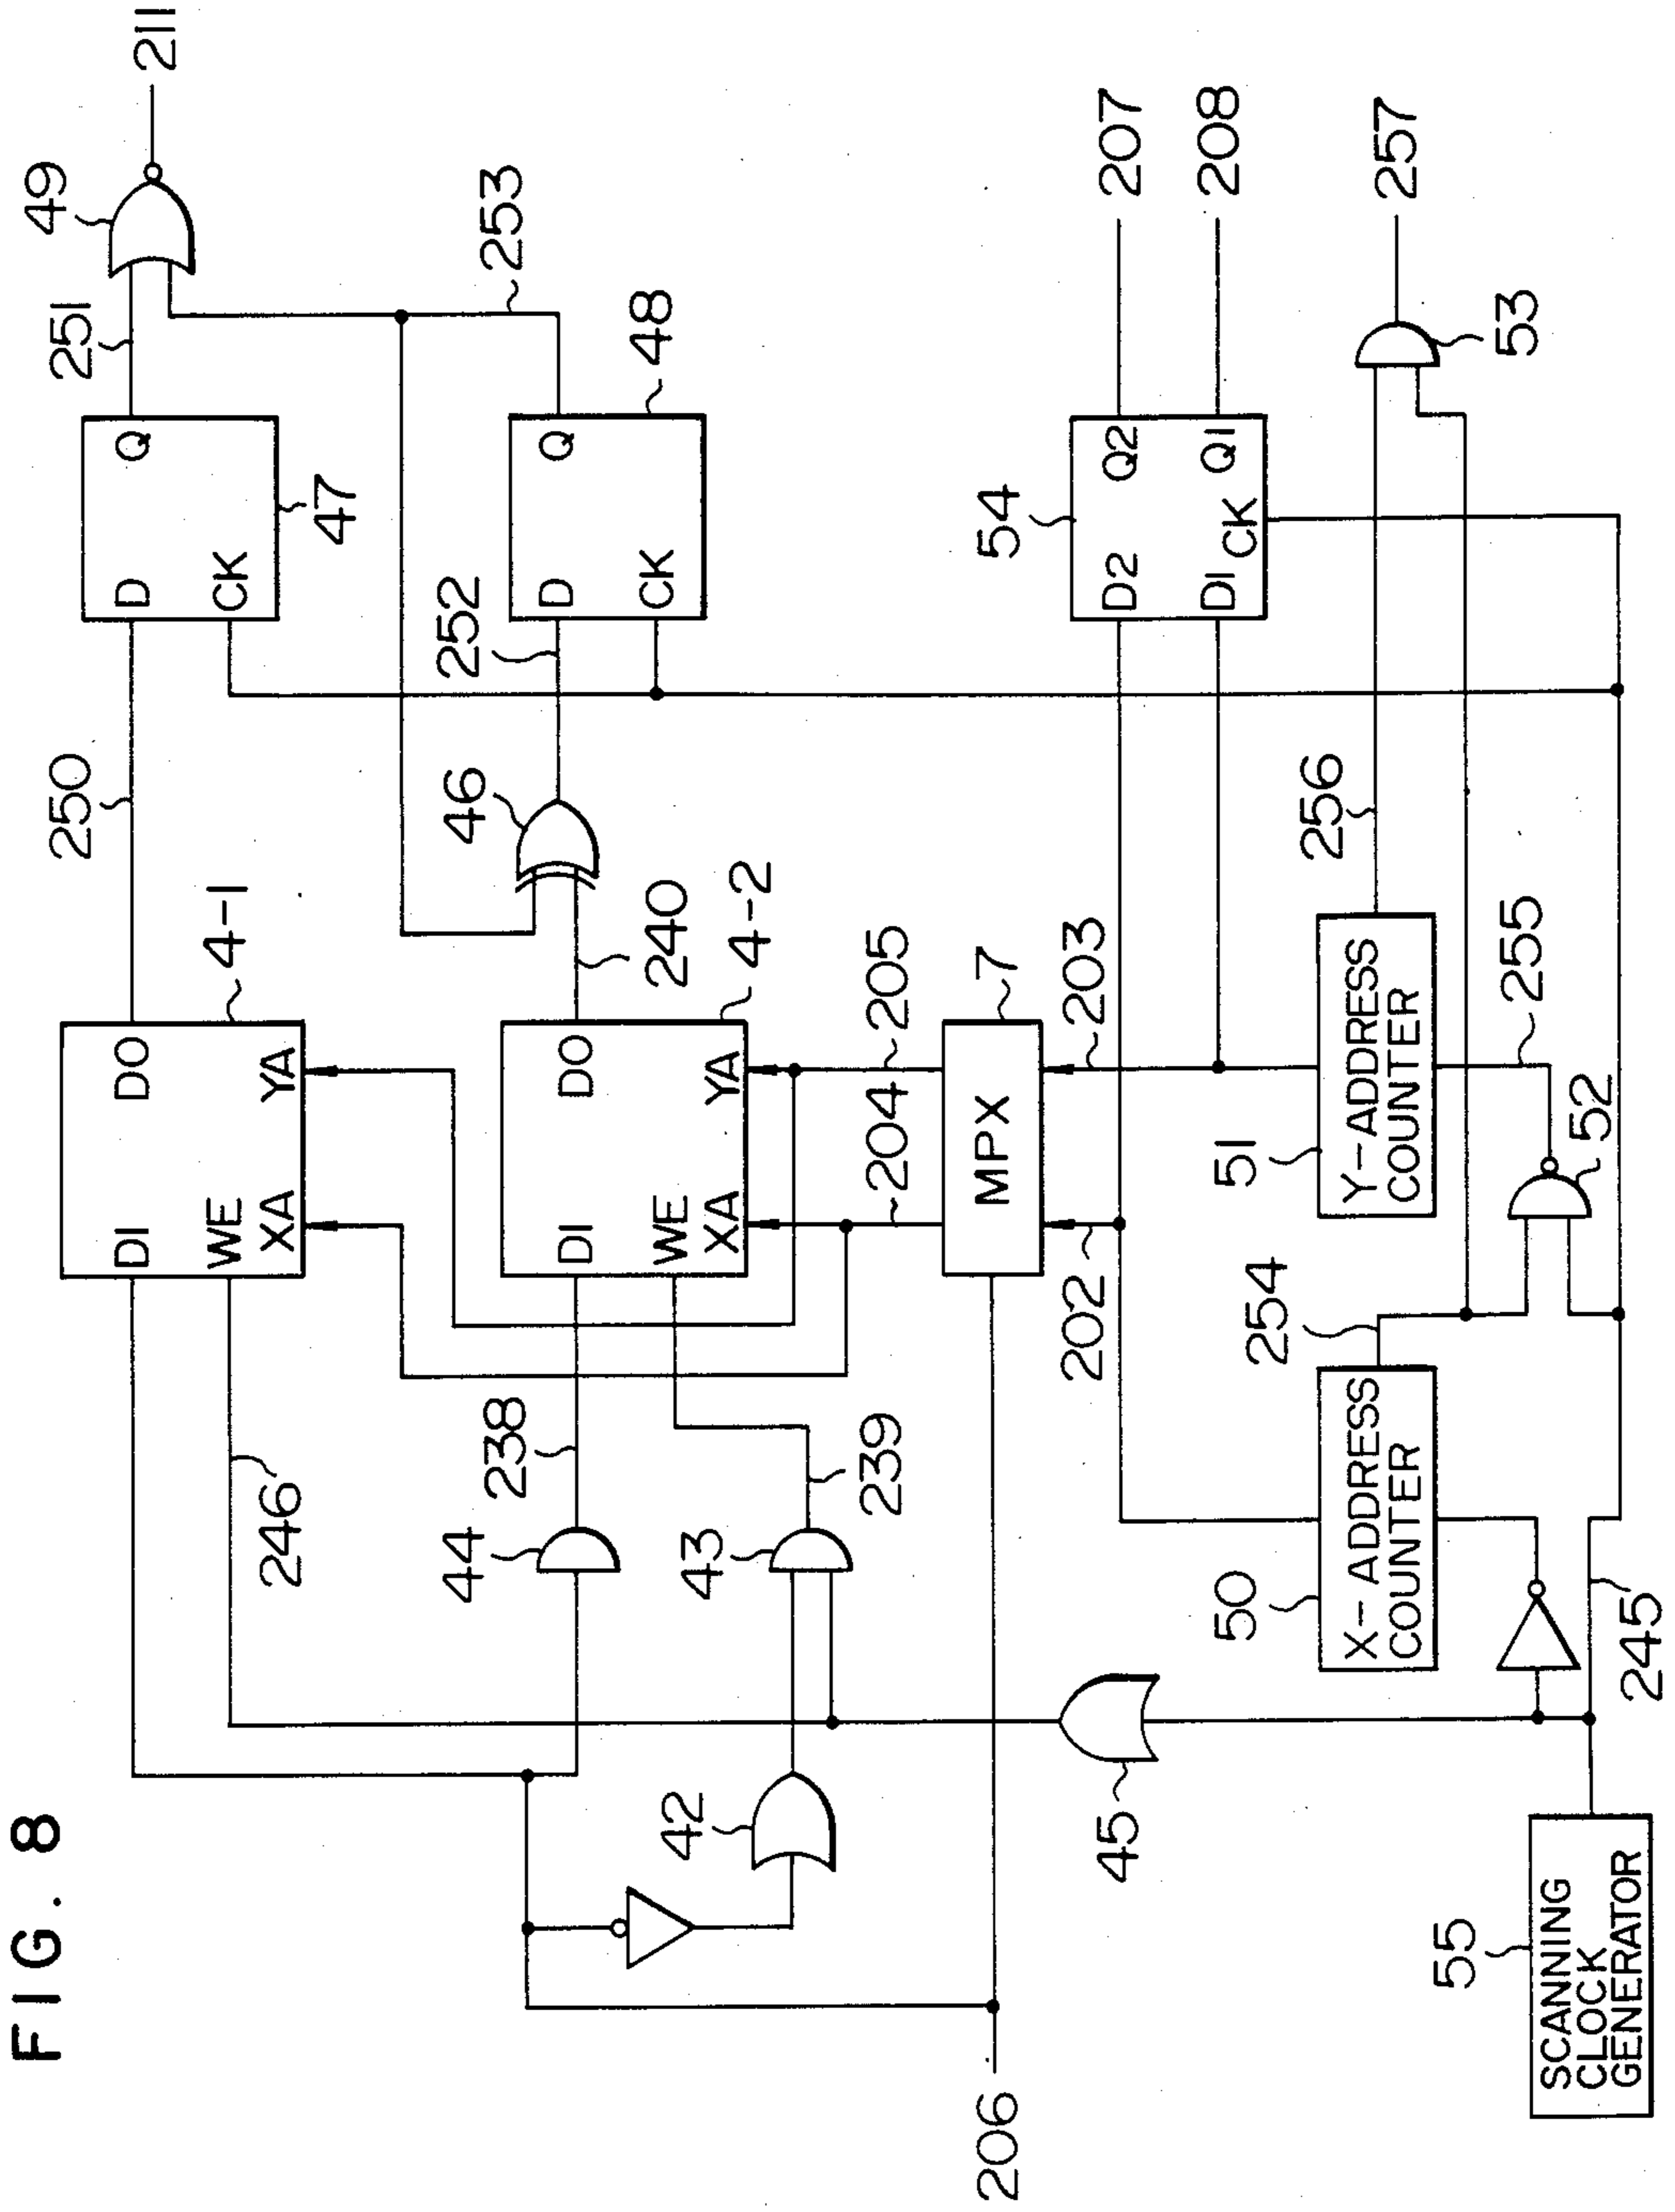 FIG. 8
211
49
251
253
47
D
Q
CK
48
D
Q
CK
252
250
46
240
4-1
DI
DO
WE
XA
YA
4-2
DI
DO
WE
XA
YA
246
238
44
43
239
42
45
204
205
7
MPX
202
203
206
207
208
54
D2
Q2
D1
Q1
CK
257
53
256
51
Y-ADDRESS
COUNTER
255
52
254
50
X-ADDRESS
COUNTER
245
55
SCANNING
CLOCK
GENERATOR